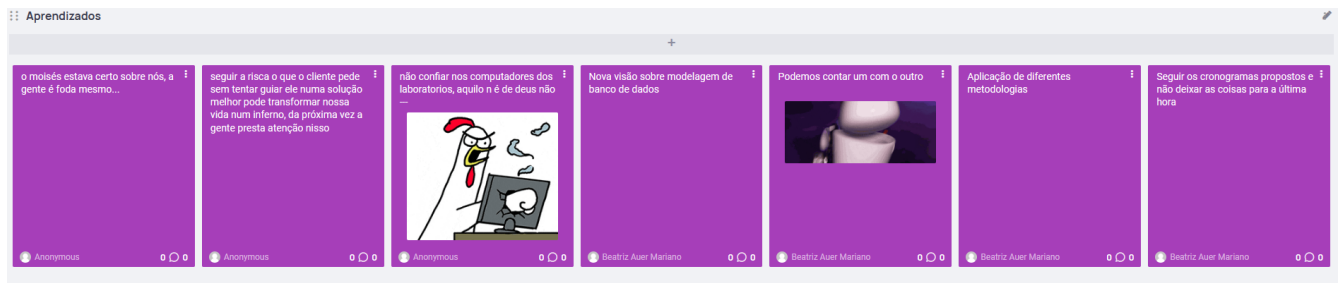 Aprendizados
+
o moisés estava certo sobre nós, a
gente é foda mesmo...
Anonymous
0 0
seguir a risca o que o cliente pede
sem tentar guiar ele numa solução
melhor pode transformar nossa
vida num inferno, da próxima vez a
gente presta atenção nisso
Anonymous
0 0
não confiar nos computadores dos
laboratorios, aquilo n é de deus não
—
Anonymous
0 0
Nova visão sobre modelagem de
banco de dados
Beatriz Auer Mariano
0 0
Podemos contar um com o outro
Beatriz Auer Mariano
0 0
Aplicação de diferentes
metodologias
Beatriz Auer Mariano
0 0
Seguir os cronogramas propostos e
não deixar as coisas para a última
hora
Beatriz Auer Mariano
0 0